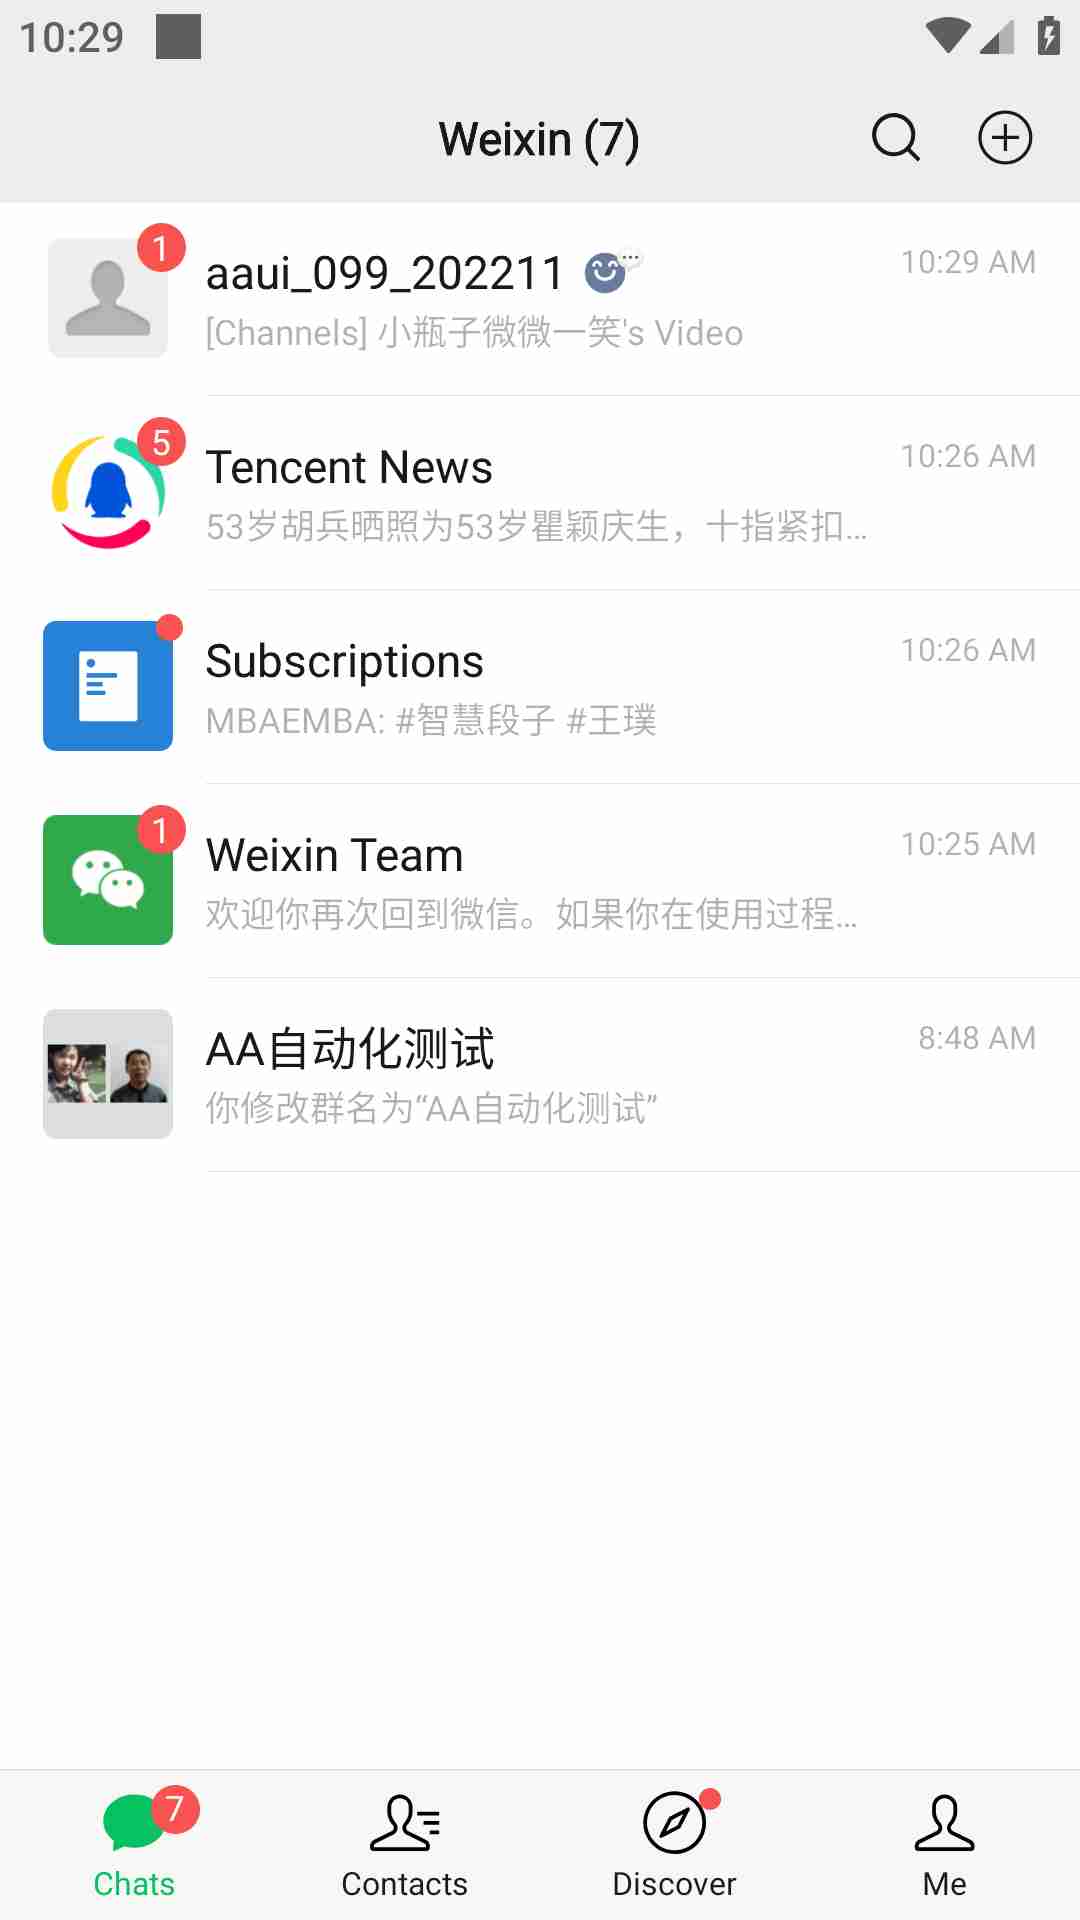 10:29
Weixin (7)
1
aaui_099_202211
10:29 AM
[Channels] 小瓶子微微一笑's Video
5
Tencent News
10:26 AM
53岁胡兵晒照为53岁瞿颖庆生，十指紧扣...
Subscriptions
10:26 AM
MBAEMBA: #智慧段子 #王璞
1
Weixin Team
10:25 AM
欢迎你再次回到微信。如果你在使用过程...
AA自动化测试
8:48 AM
你修改群名为“AA自动化测试”
7
Chats
Contacts
Discover
Me